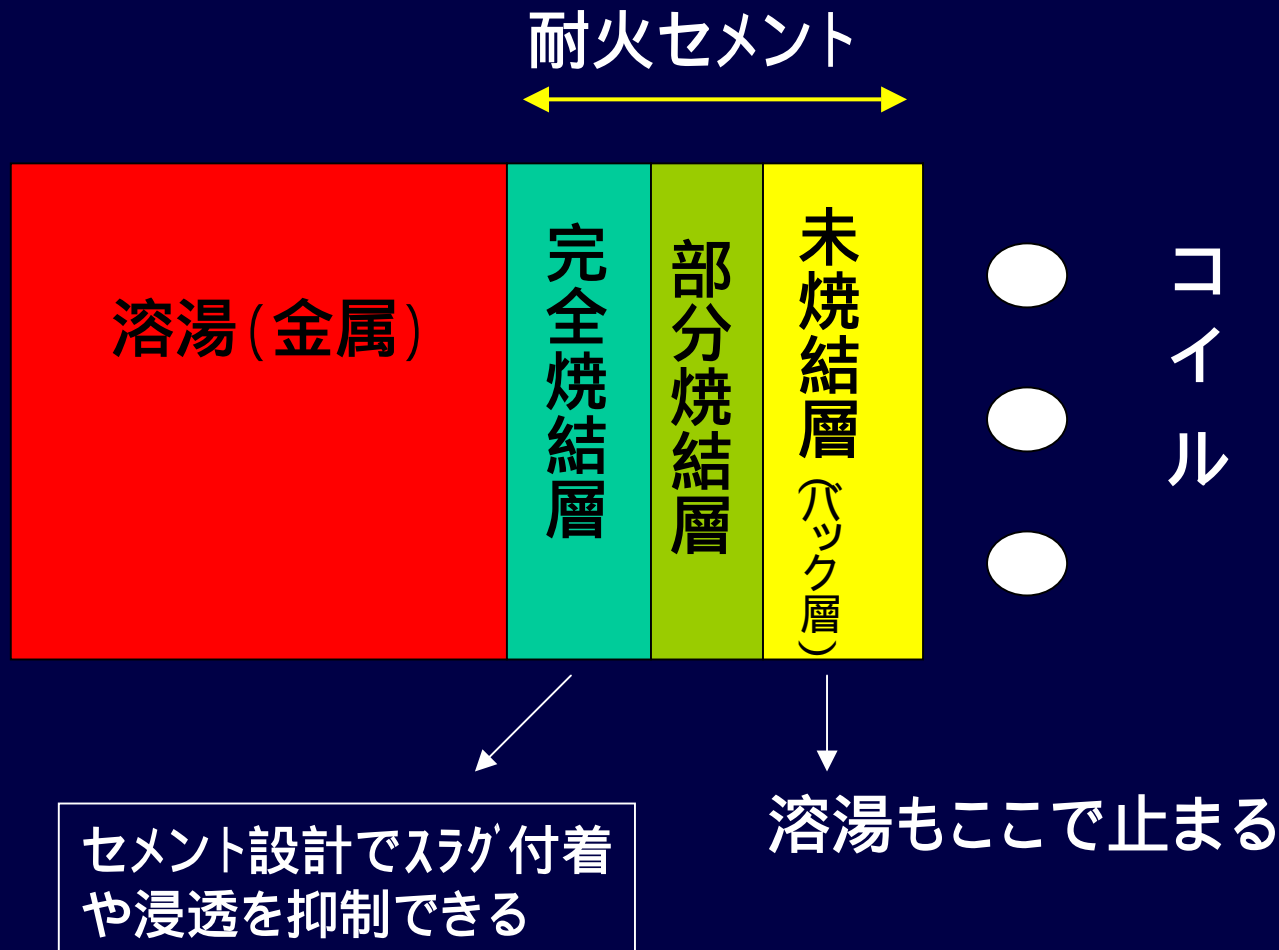 耐火セメント
溶湯(金属)
完全焼結層
部分焼結層
未焼結層(バック層)
コイル
セメント設計でｽﾗｸﾞ付着
や浸透を抑制できる
溶湯もここで止まる